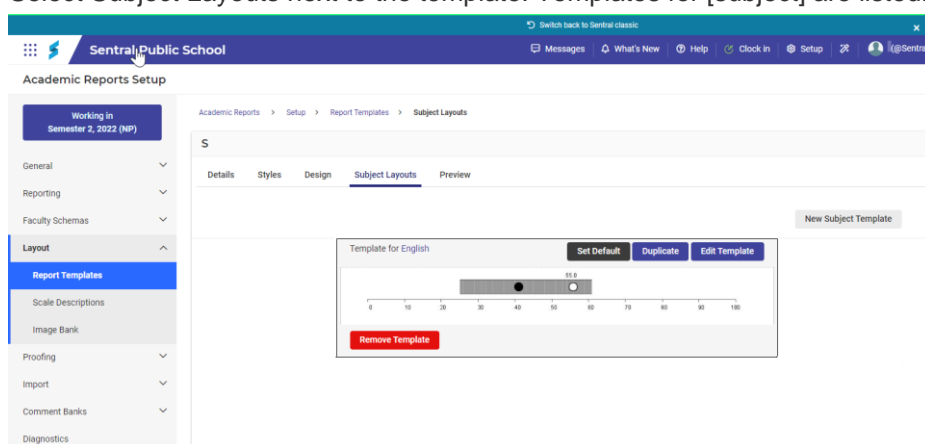 Select Subject Layouts next to the template. Templates for [subject] are listed
Switch back to Sentral classic
Sentral Public School
Messages
What's New
Help
Clock in
Setup
(@Sentra
Academic Reports Setup
Working in
Semester 2, 2022 (NP)
Academic Reports > Setup > Report Templates > Subject Layouts
S
General
Details Styles Design Subject Layouts Preview
Reporting
Faculty Schemas
New Subject Template
Layout
Template for English
Set Default Duplicate Edit Template
Report Templates
55.0
Scale Descriptions
0 10 20 30 40 50 60 70 80 90 100
Image Bank
Remove Template
Proofing
Import
Comment Banks
Diagnostics